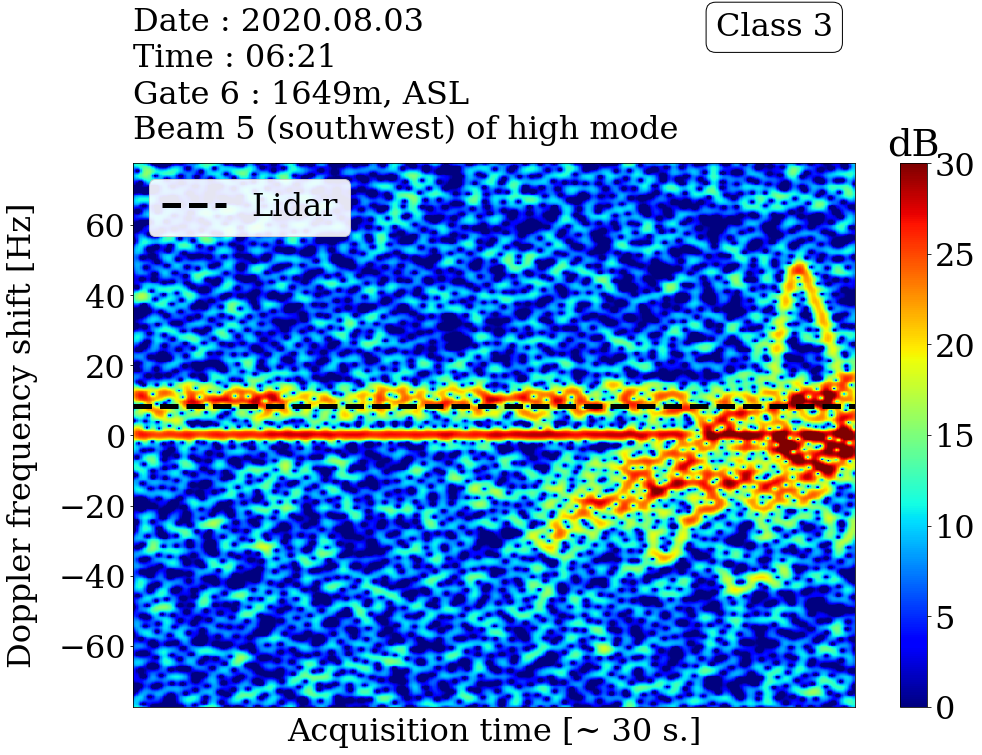 Date : 2020.08.03
Time : 06:21
Gate 6 : 1649m, ASL
Beam 5 (southwest) of high mode
Class 3
dB
Lidar
Doppler frequency shift [Hz]
60
40
20
0
−20
−40
−60
30
25
20
15
10
5
0
Acquisition time [~ 30 s.]